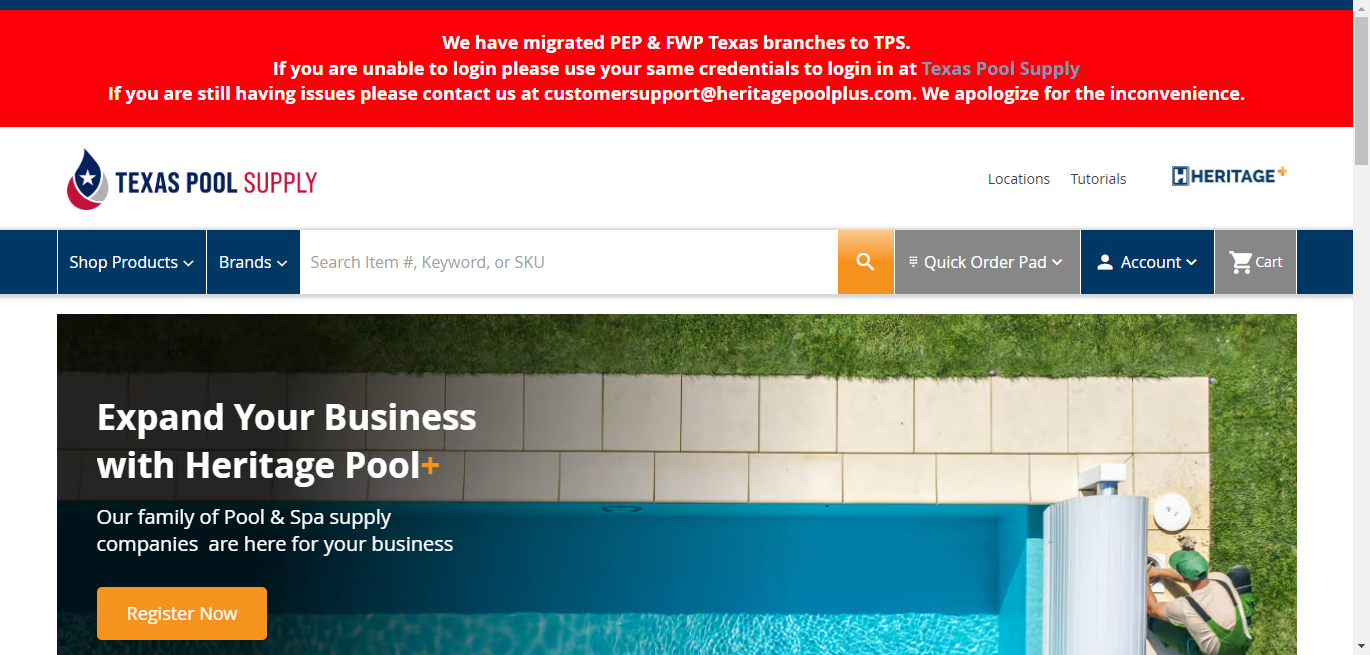 We have migrated PEP & FWP Texas branches to TPS.
If you are unable to login please use your same credentials to login in at Texas Pool Supply
If you are still having issues please contact us at customersupport@heritagepoolplus.com. We apologize for the inconvenience.
TEXAS POOL SUPPLY
Locations
Tutorials
H HERITAGE+
Shop Products
Brands
Search Item #, Keyword, or SKU
Quick Order Pad
Account
Cart
Expand Your Business
with Heritage Pool+
Our family of Pool & Spa supply
companies  are here for your business
Register Now